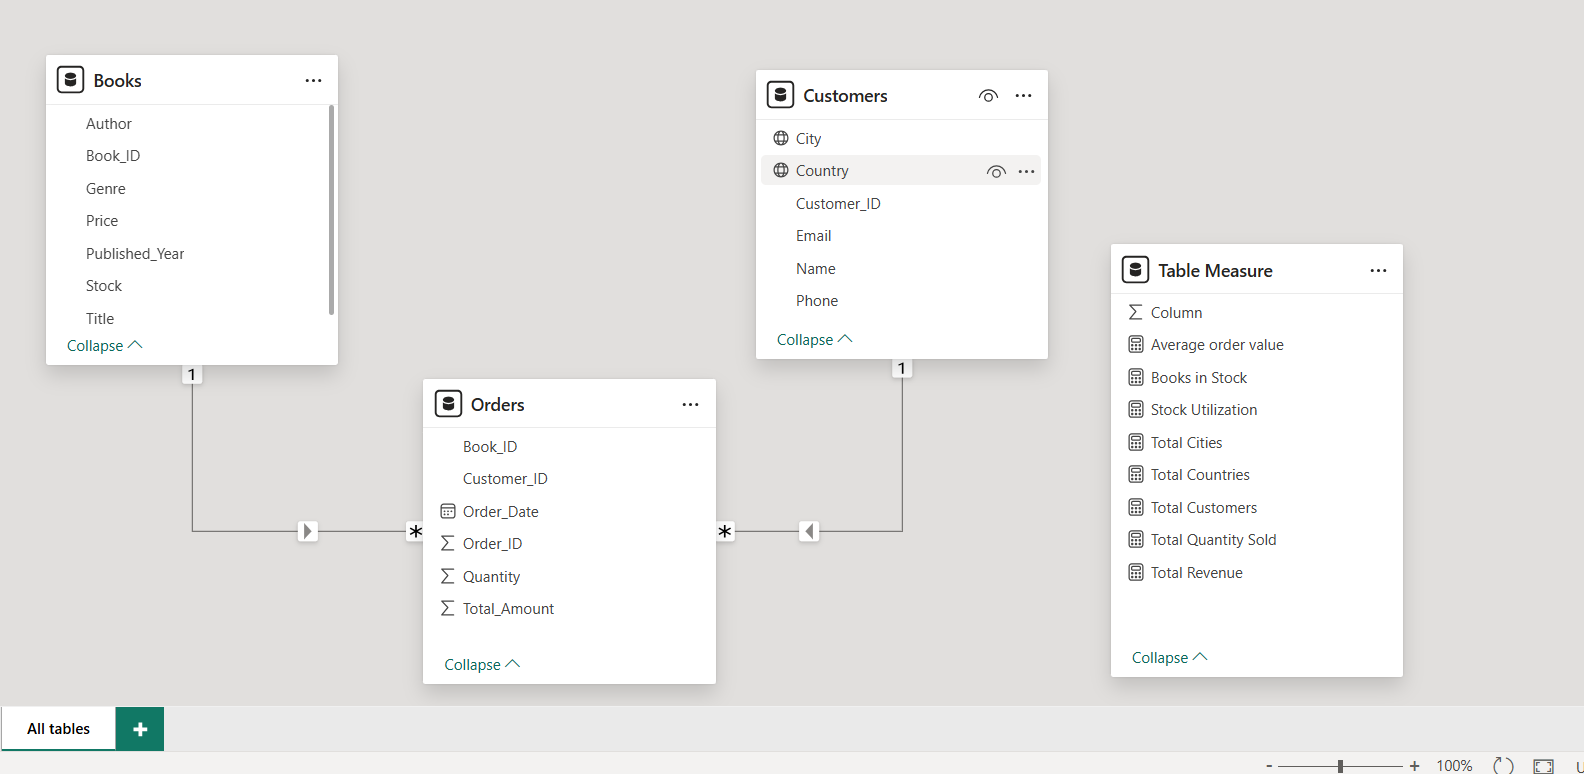 Books
Author
Book_ID
Genre
Price
Published_Year
Stock
Title
Collapse
1
Customers
City
Country
Customer_ID
Email
Name
Phone
Collapse
1
Orders
Book_ID
Customer_ID
Order_Date
Order_ID
Quantity
Total_Amount
Collapse
*
*
Table Measure
Column
Average order value
Books in Stock
Stock Utilization
Total Cities
Total Countries
Total Customers
Total Quantity Sold
Total Revenue
Collapse
All tables
+
- + 100%